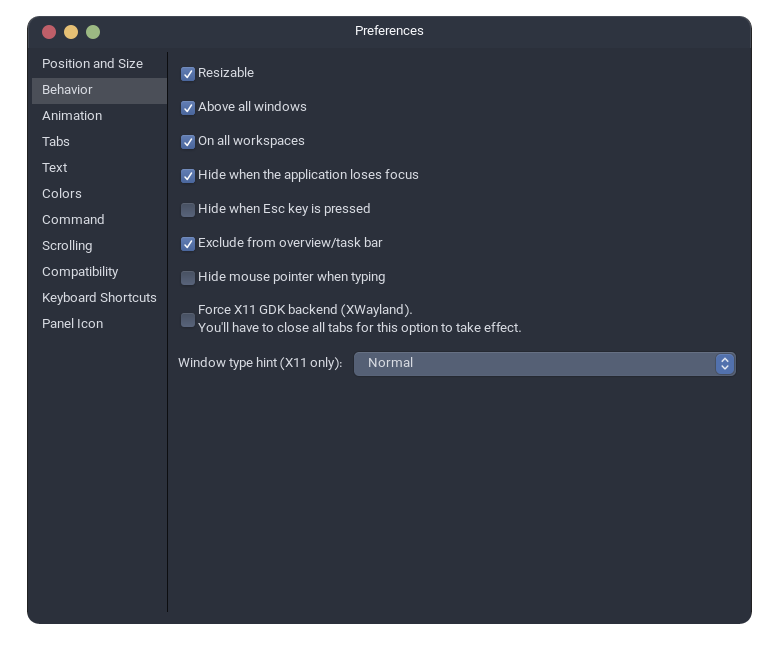 Preferences
Position and Size
Behavior
Animation
Tabs
Text
Colors
Command
Scrolling
Compatibility
Keyboard Shortcuts
Panel Icon
Resizable
Above all windows
On all workspaces
Hide when the application loses focus
Hide when Esc key is pressed
Exclude from overview/task bar
Hide mouse pointer when typing
Force X11 GDK backend (XWayland).
You'll have to close all tabs for this option to take effect.
Window type hint (X11 only): Normal